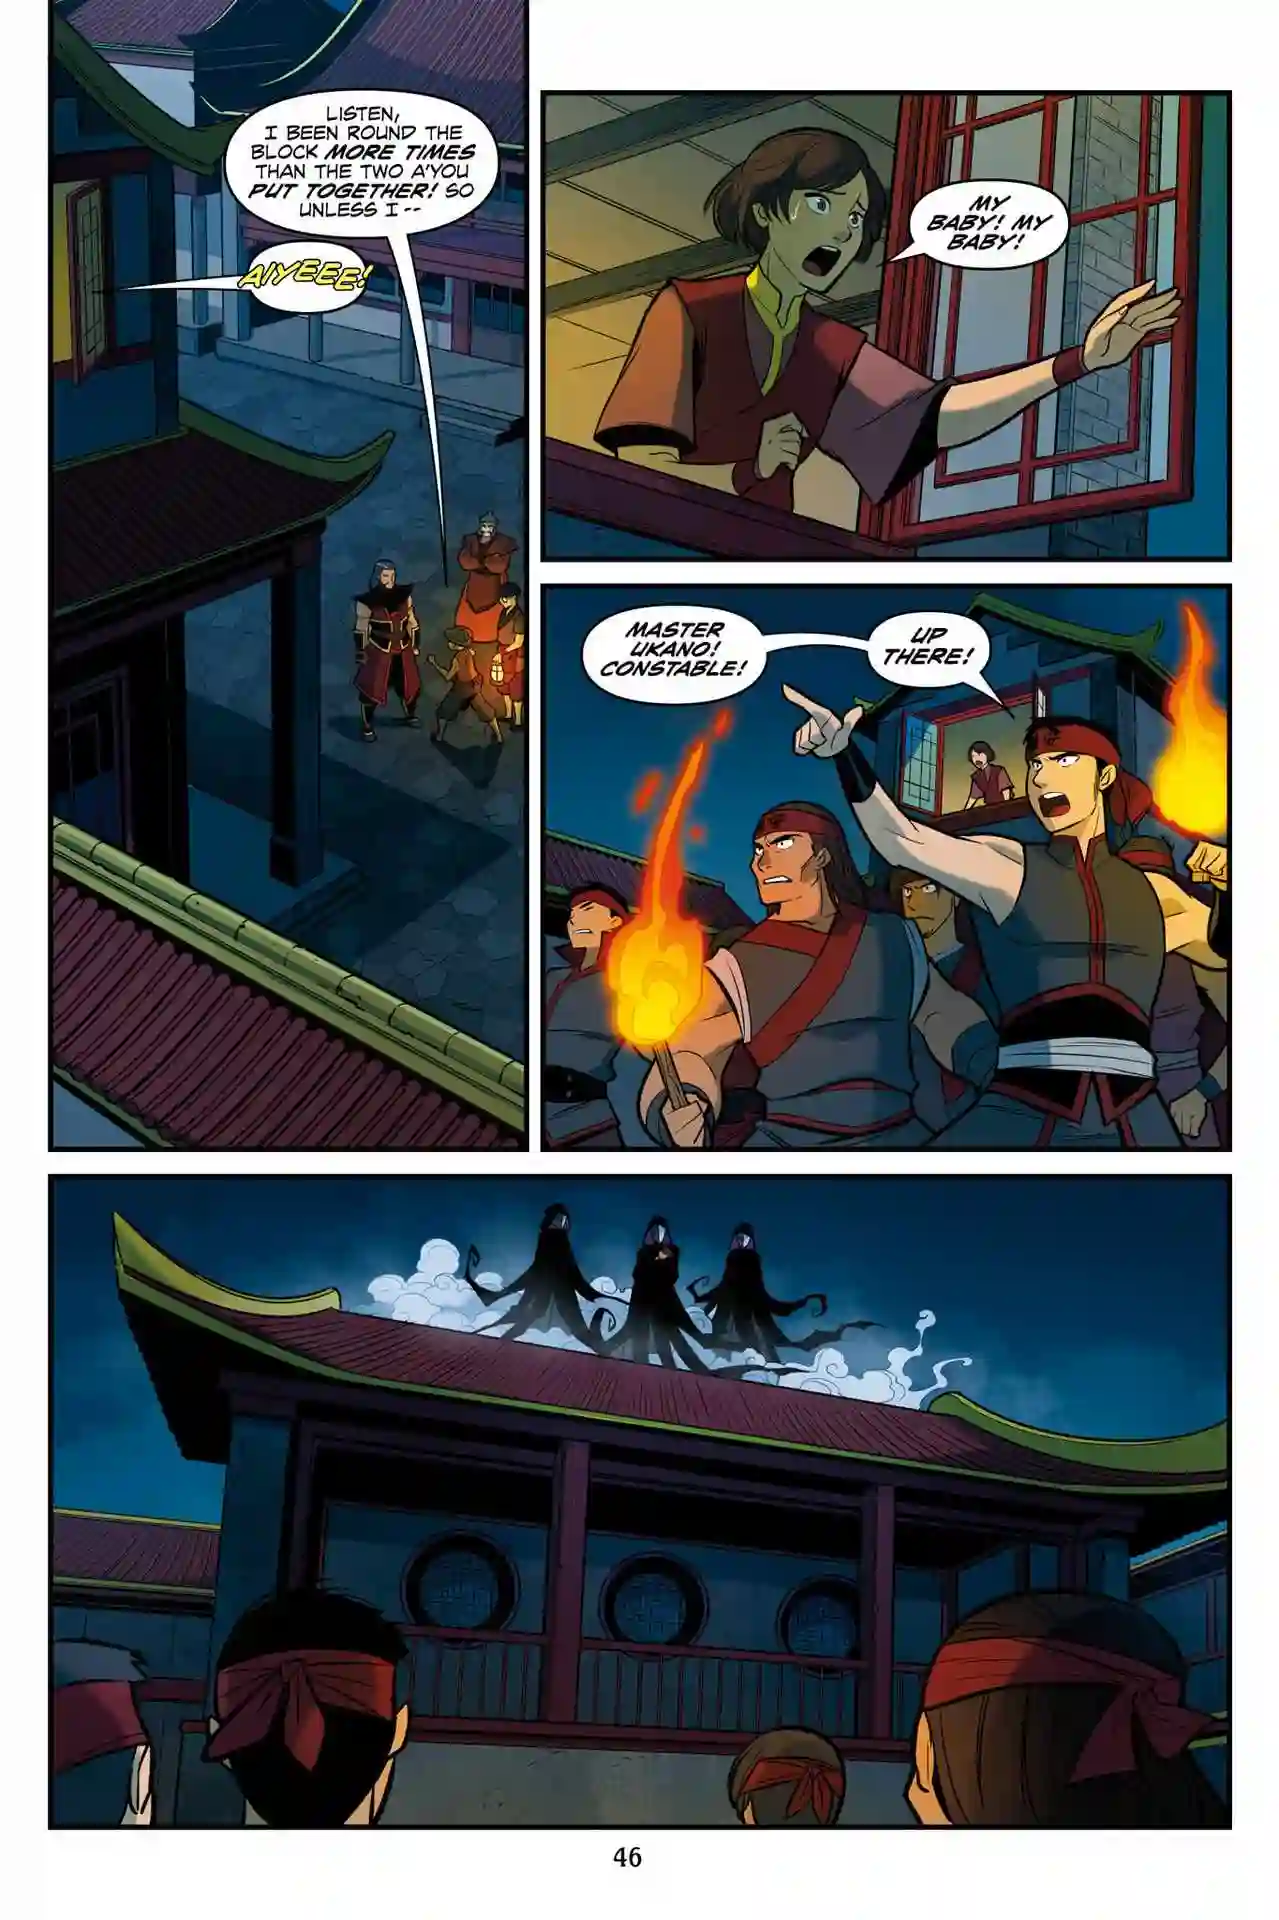 LISTEN,
I BEEN ROUND THE
BLOCK MORE TIMES
THAN THE TWO A'YOU
PUT TOGETHER! SO
UNLESS I--
AIYEEE!
MY
BABY! MY
BABY!
MASTER
UKANO!
CONSTABLE!
UP
THERE!
46